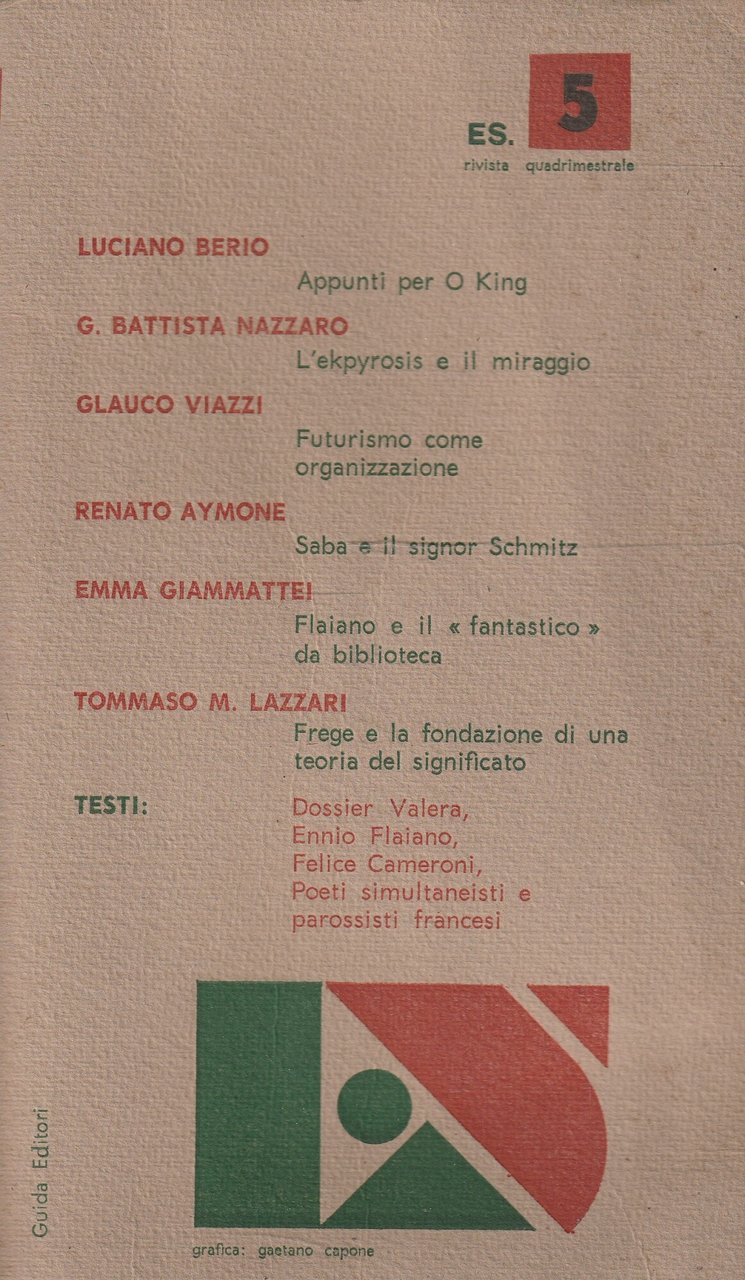 ES. 5
rivista quadrimestrale
LUCIANO BERIO
Appunti per O King
G. BATTISTA NAZZARO
L'ekpyrosis e il miraggio
GLAUCO VIAZZI
Futurismo come
organizzazione
RENATO AYMONE
Saba e il signor Schmitz
EMMA GIAMMATTEI
Flaiano e il « fantastico »
da biblioteca
TOMMASO M. LAZZARI
Frege e la fondazione di una
teoria del significato
TESTI: Dossier Valera,
Ennio Flaiano,
Felice Cameroni,
Poeti simultaneisti e
parossisti francesi
Guida Editori
grafica: gaetano capone